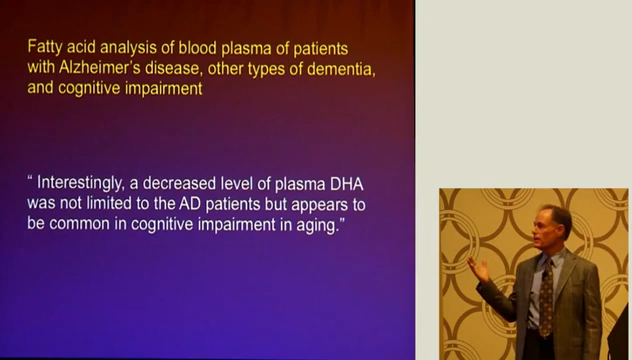 Fatty acid analysis of blood plasma of patients
with Alzheimer's disease, other types of dementia,
and cognitive impairment
“ Interestingly, a decreased level of plasma DHA
was not limited to the AD patients but appears to
be common in cognitive impairment in aging.”